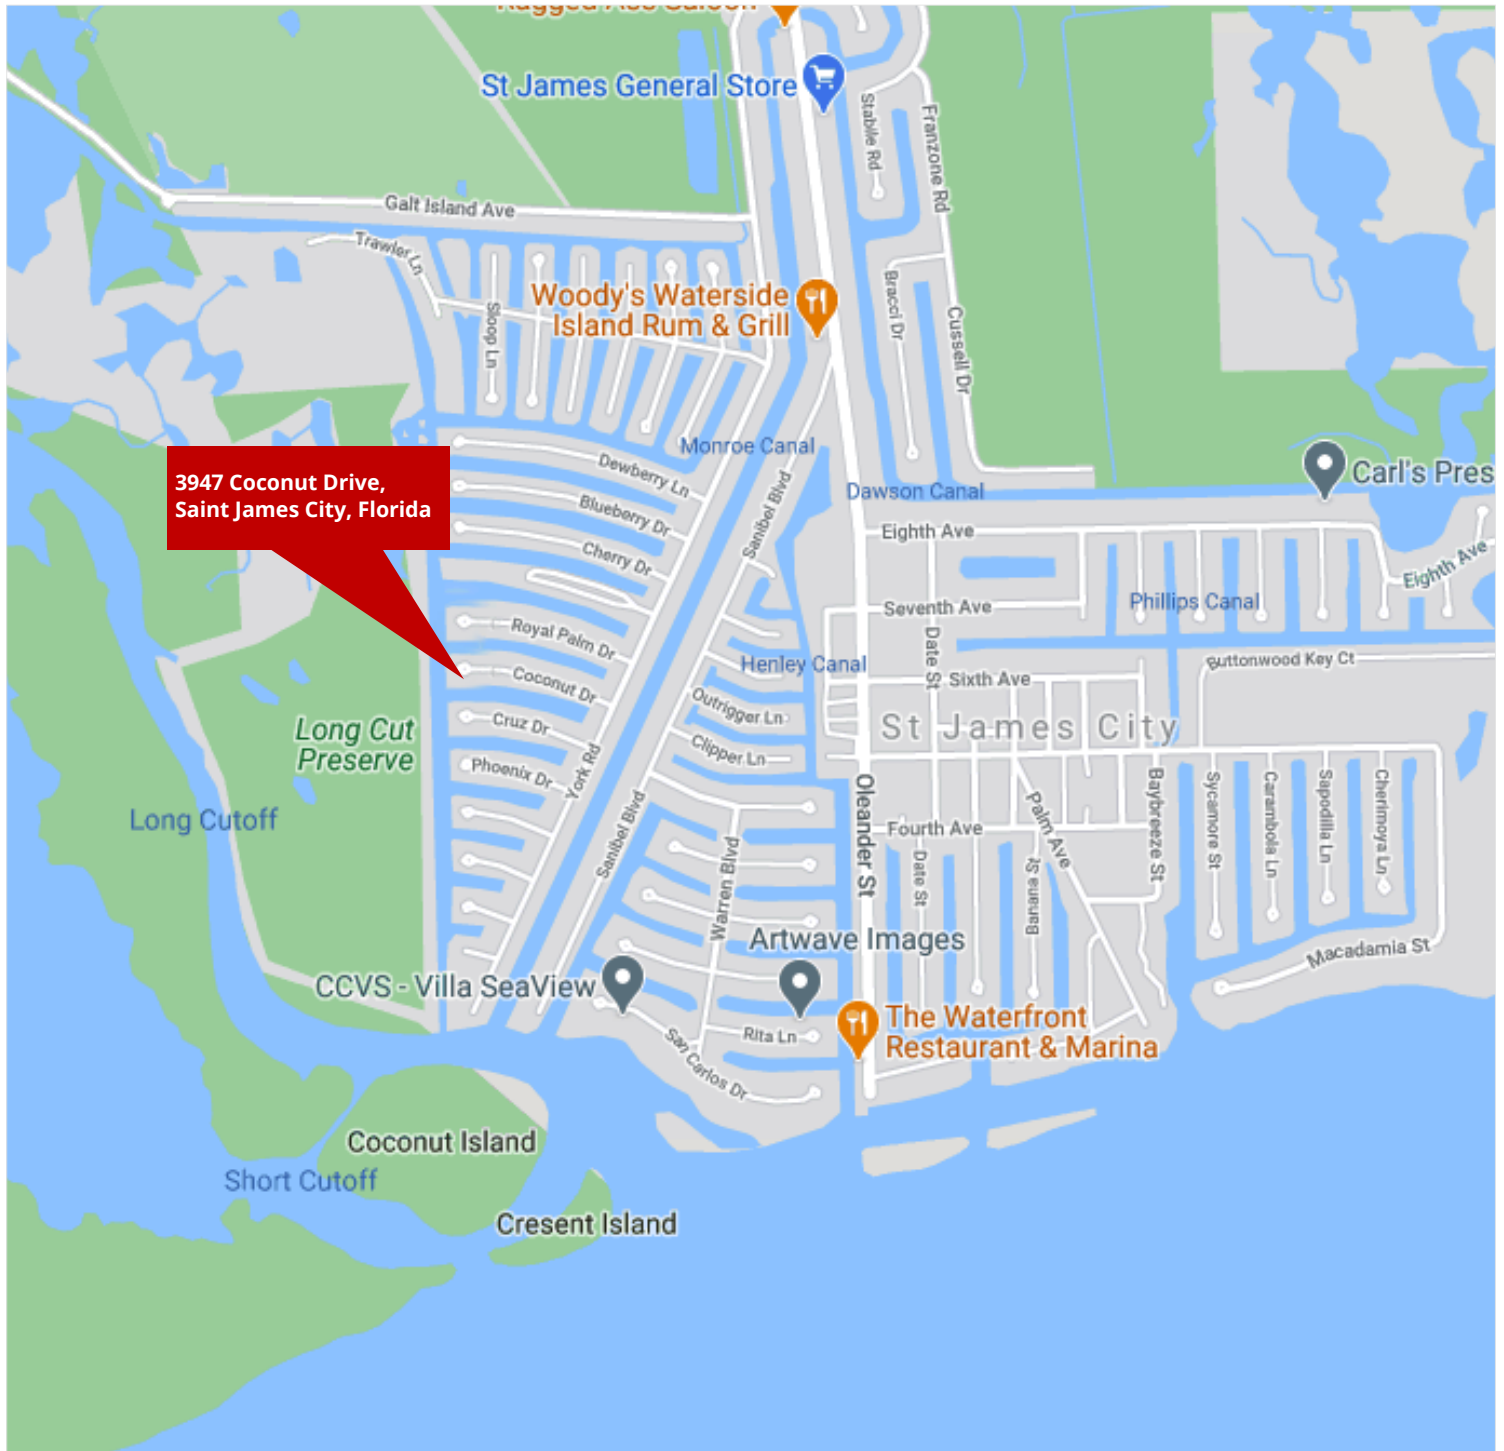 Ragged Ass Saloon
St James General Store
Stabile Rd
Franzone Rd
Galt Island Ave
Trawler Ln
Sloop Ln
Woody's Waterside
Island Rum & Grill
Bracci Dr
Cussell Dr
Monroe Canal
Dewberry Ln
Blueberry Dr
Cherry Dr
Sanibel Blvd
Dawson Canal
Carl's Pres
3947 Coconut Drive,
Saint James City, Florida
Eighth Ave
Eighth Ave
Seventh Ave
Phillips Canal
Date St
Royal Palm Dr
Henley Canal
Buttonwood Key Ct
Coconut Dr
Sixth Ave
Outrigger Ln
Cruz Dr
St James City
Long Cut
Preserve
Clipper Ln
Phoenix Dr
York Rd
Long Cutoff
Sanibel Blvd
Oleander St
Fourth Ave
Palm Ave
Baybreeze St
Sycamore St
Carambola Ln
Sapodilla Ln
Cherimoya Ln
Warren Blvd
Date St
Banana St
Artwave Images
Macadamia St
CCVS - Villa SeaView
The Waterfront
Restaurant & Marina
Rita Ln
San Carlos Dr
Coconut Island
Short Cutoff
Cresent Island